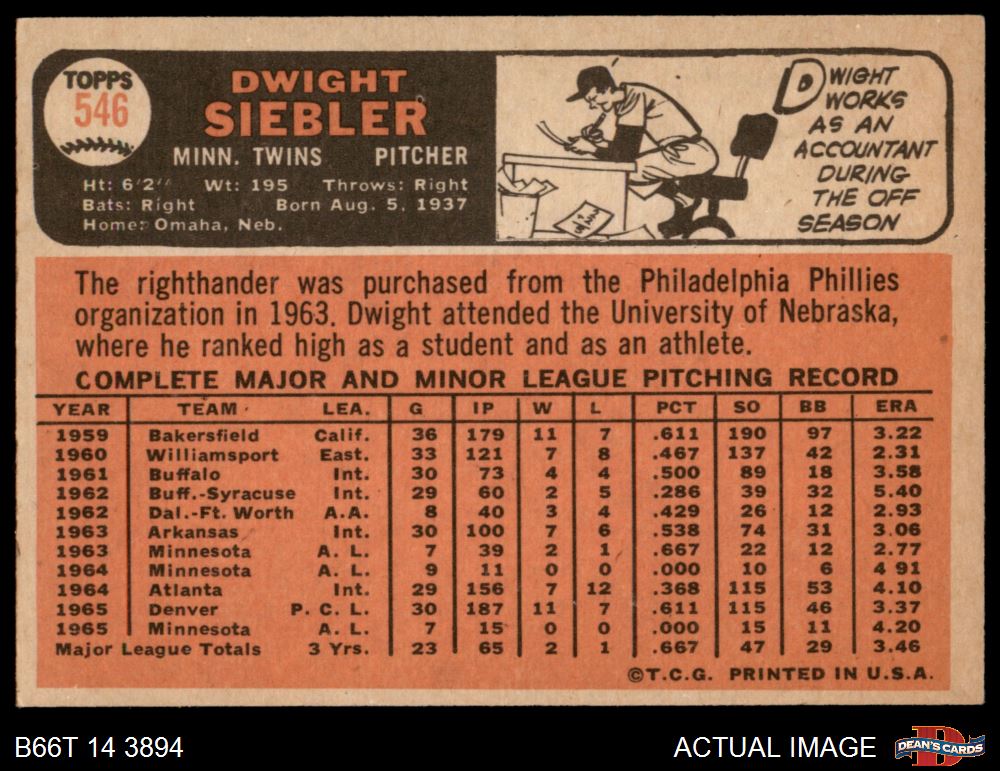 TOPPS
546
DWIGHT
SIEBLER
MINN. TWINS PITCHER
Ht: 6'2" Wt: 195 Throws: Right
Bats: Right Born Aug. 5, 1937
Home: Omaha, Neb.
DWIGHT
WORKS
AS AN
ACCOUNTANT
DURING
THE OFF
SEASON
The righthander was purchased from the Philadelphia Phillies
organization in 1963. Dwight attended the University of Nebraska,
where he ranked high as a student and as an athlete.
COMPLETE MAJOR AND MINOR LEAGUE PITCHING RECORD
YEAR TEAM LEA. G IP W L PCT SO BB ERA
1959 Bakersfield Calif. 36 179 11 7 .611 190 97 3.22
1960 Williamsport East. 33 121 7 8 .467 137 42 2.31
1961 Buffalo Int. 30 73 4 4 .500 89 18 3.58
1962 Buff.-Syracuse Int. 29 60 2 5 .286 39 32 5.40
1962 Dal.-Ft. Worth A.A. 8 40 3 4 .429 26 12 2.93
1963 Arkansas Int. 30 100 7 6 .538 74 31 3.06
1963 Minnesota A. L. 7 39 2 1 .667 22 12 2.77
1964 Minnesota A. L. 9 11 0 0 .000 10 6 4 91
1964 Atlanta Int. 29 156 7 12 .368 115 53 4.10
1965 Denver P. C. L. 30 187 11 7 .611 115 46 3.37
1965 Minnesota A. L. 7 15 0 0 .000 15 11 4.20
Major League Totals 3 Yrs. 23 65 2 1 .667 47 29 3.46
©T.C.G. PRINTED IN U.S.A.
B66T 14 3894 ACTUAL IMAGE DEAN'S CARDS